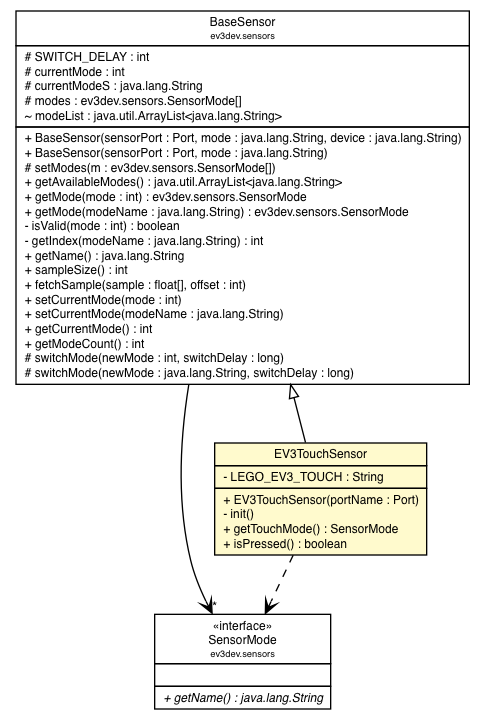 BaseSensor
ev3dev.sensors
# SWITCH_DELAY : int
# currentMode : int
# currentModeS : java.lang.String
# modes : ev3dev.sensors.SensorMode[]
~ modeList : java.util.ArrayList<java.lang.String>
+ BaseSensor(sensorPort : Port, mode : java.lang.String, device : java.lang.String)
+ BaseSensor(sensorPort : Port, mode : java.lang.String)
# setModes(m : ev3dev.sensors.SensorMode[])
+ getAvailableModes() : java.util.ArrayList<java.lang.String>
+ getMode(mode : int) : ev3dev.sensors.SensorMode
+ getMode(modeName : java.lang.String) : ev3dev.sensors.SensorMode
- isValid(mode : int) : boolean
- getIndex(modeName : java.lang.String) : int
+ getName() : java.lang.String
+ sampleSize() : int
+ fetchSample(sample : float[], offset : int)
+ setCurrentMode(mode : int)
+ setCurrentMode(modeName : java.lang.String)
+ getCurrentMode() : int
+ getModeCount() : int
# switchMode(newMode : int, switchDelay : long)
# switchMode(newMode : java.lang.String, switchDelay : long)
EV3TouchSensor
- LEGO_EV3_TOUCH : String
+ EV3TouchSensor(portName : Port)
- init()
+ getTouchMode() : SensorMode
+ isPressed() : boolean
*
«interface»
SensorMode
ev3dev.sensors
+ getName() : java.lang.String